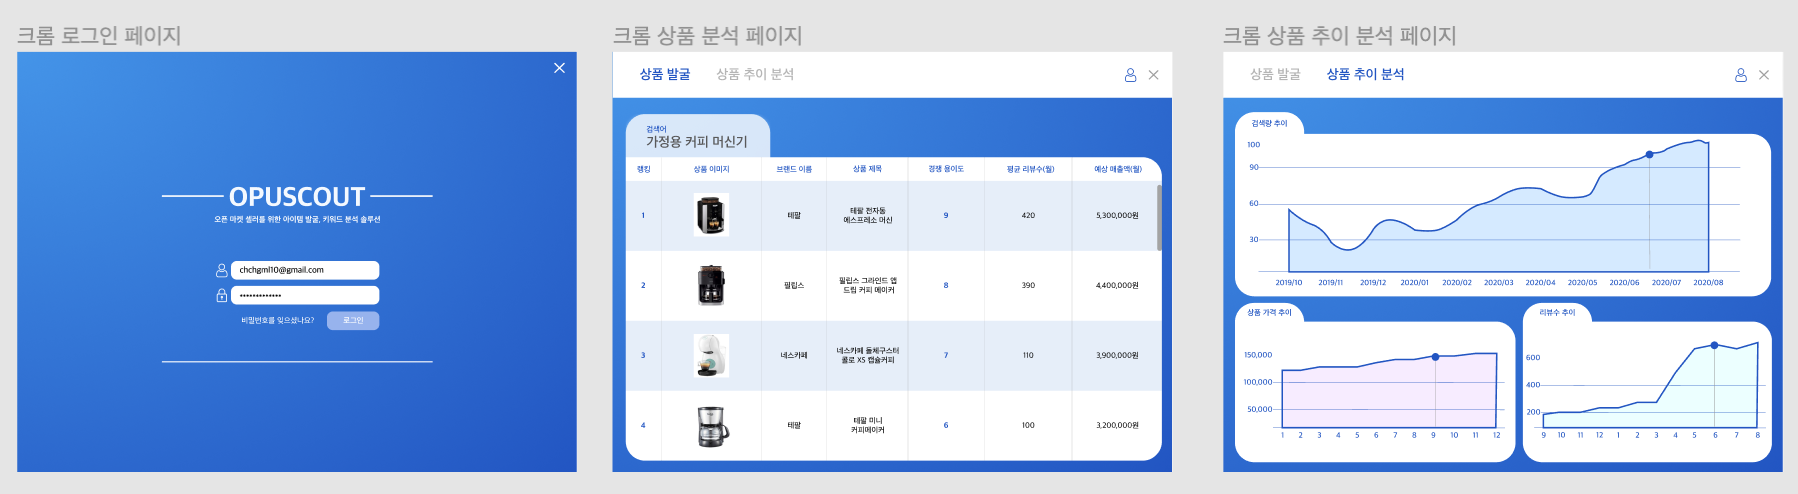 크롬 로그인 페이지
OPUSCOUT
오픈 마켓 셀러를 위한 아이템 발굴, 키워드 분석 솔루션
chchgml10@gmail.com
•••••••••••••
비밀번호를 잊으셨나요?
로그인
크롬 상품 분석 페이지
상품 발굴
상품 추이 분석
검색어
가정용 커피 머신기
랭킹
상품 이미지
브랜드 이름
상품 제목
경쟁 용이도
평균 리뷰수(월)
예상 매출액(월)
1
테팔
테팔 전자동
에스프레소 머신
9
420
5,300,000원
2
필립스
필립스 그라인드 앱
드립 커피 메이커
8
390
4,400,000원
3
네스카페
네스카페 돌체구스터
콜로 XS 캡슐커피
7
110
3,900,000원
4
테팔
테팔 미니
커피메이커
6
100
3,200,000원
크롬 상품 추이 분석 페이지
상품 발굴
상품 추이 분석
검색량 추이
100
90
60
30
2019/10 2019/11 2019/12 2020/01 2020/02 2020/03 2020/04 2020/05 2020/06 2020/07 2020/08
상품 가격 추이
150,000
100,000
50,000
1 2 3 4 5 6 7 8 9 10 11 12
리뷰수 추이
600
400
200
9 10 11 12 1 2 3 4 5 6 7 8